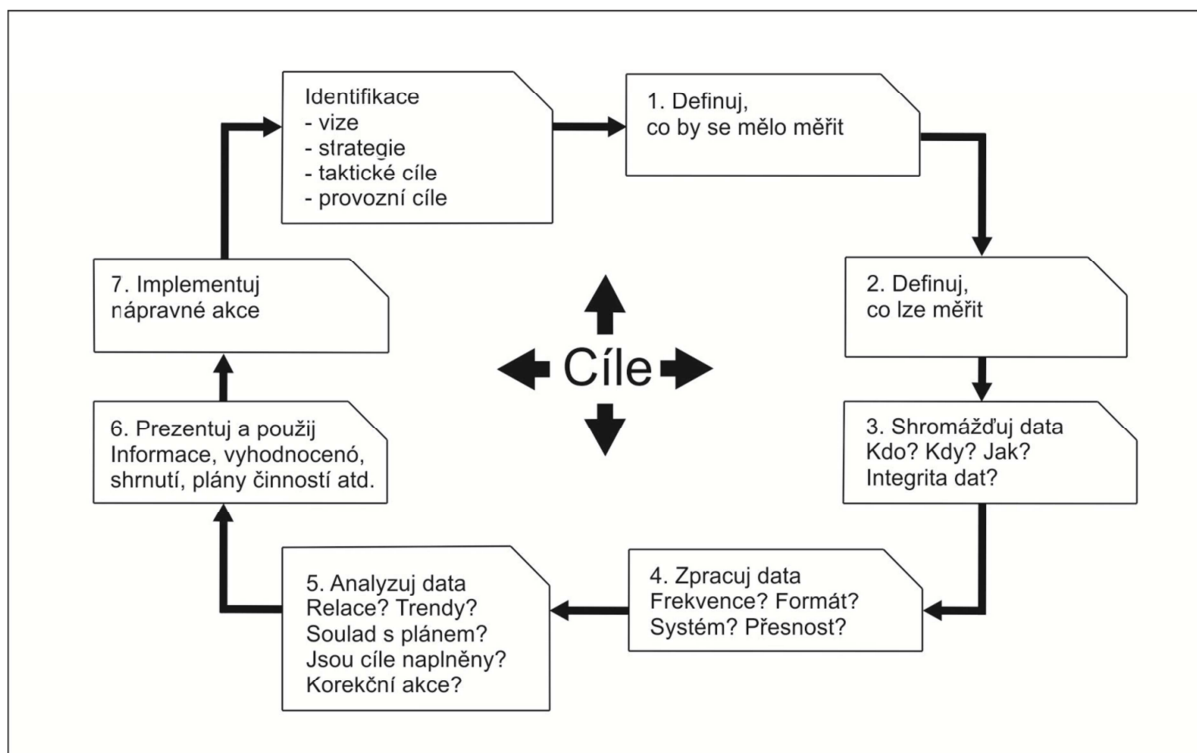 Identifikace
- vize
- strategie
- taktické cíle
- provozní cíle
1. Definuj,
co by se mělo měřit
2. Definuj,
co lze měřit
3. Shromážďuj data
Kdo? Kdy? Jak?
Integrita dat?
4. Zpracuj data
Frekvence? Formát?
Systém? Přesnost?
5. Analyzuj data
Relace? Trendy?
Soulad s plánem?
Jsou cíle naplněny?
Korekční akce?
6. Prezentuj a použij
Informace, vyhodnocenó,
shrnutí, plány činností atd.
7. Implementuj
nápravné akce
Cíle